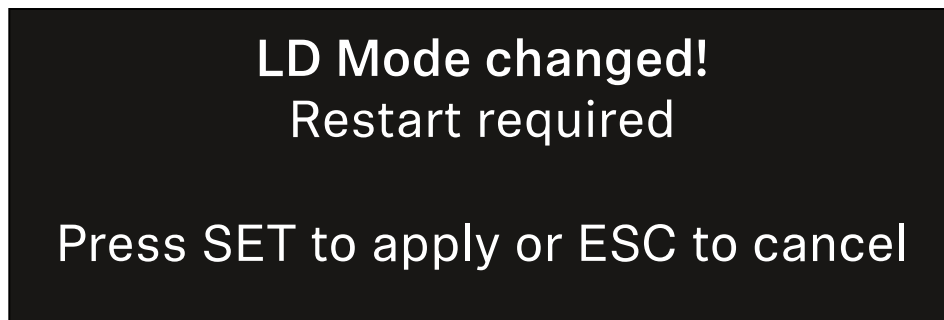 LD Mode changed!
Restart required
Press SET to apply or ESC to cancel